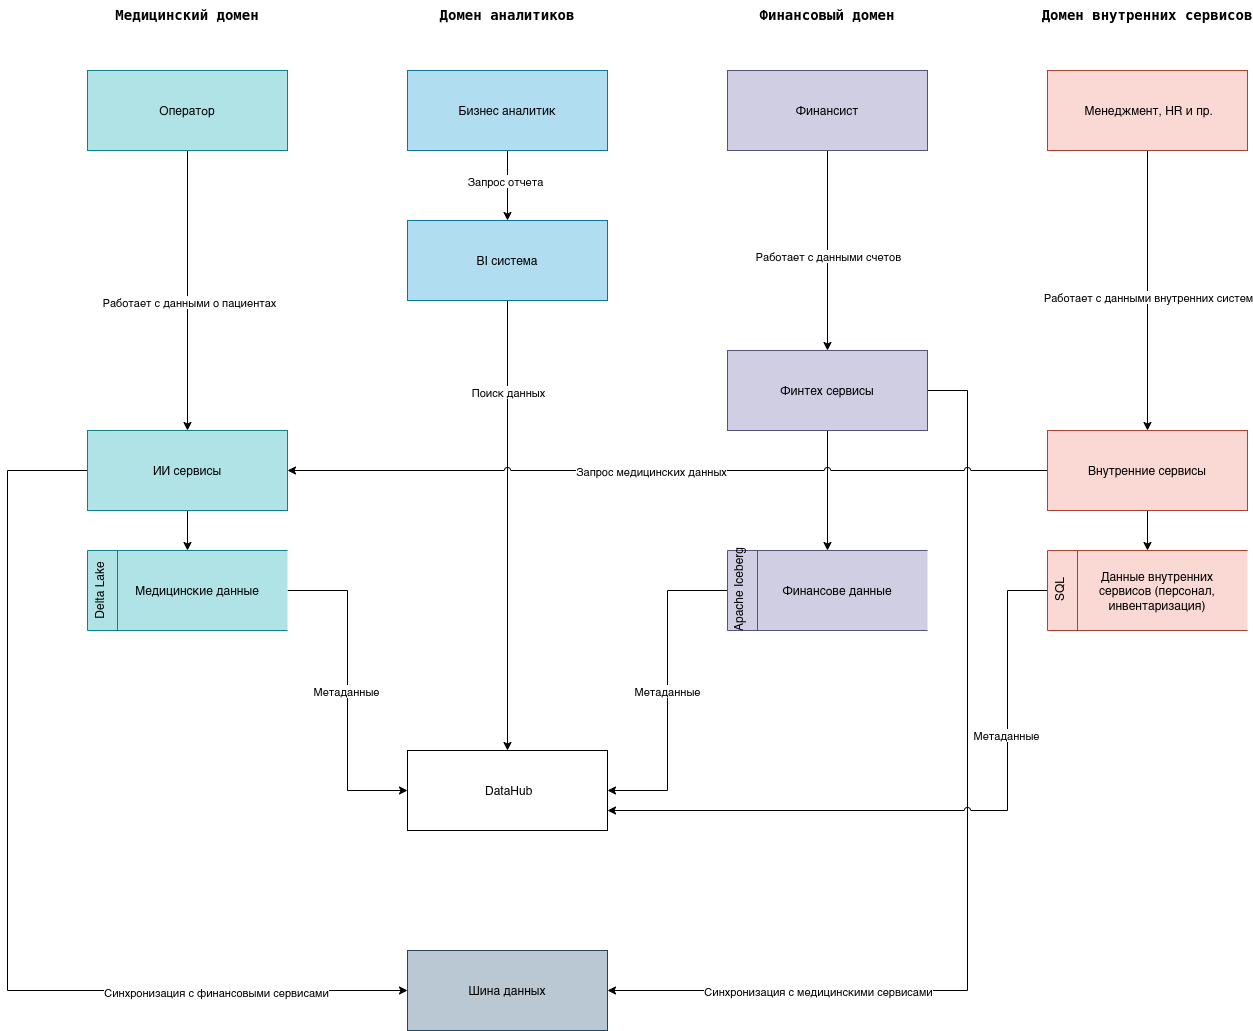 Медицинский домен
Домен аналитиков
Финансовый домен
Домен внутренних сервисов
Оператор
Бизнес аналитик
Финансист
Менеджмент, HR и пр.
Запрос отчета
BI система
Работает с данными счетов
Работает с данными о пациентах
Работает с данными внутренних систем
Финтех сервисы
Поиск данных
ИИ сервисы
Запрос медицинских данных
Внутренние сервисы
Delta Lake
Медицинские данные
Apache Iceberg
Финансове данные
SQL
Данные внутренних
сервисов (персонал,
инвентаризация)
Метаданные
Метаданные
Метаданные
DataHub
Синхронизация с финансовыми сервисами
Шина данных
Синхронизация с медицинскими сервисами